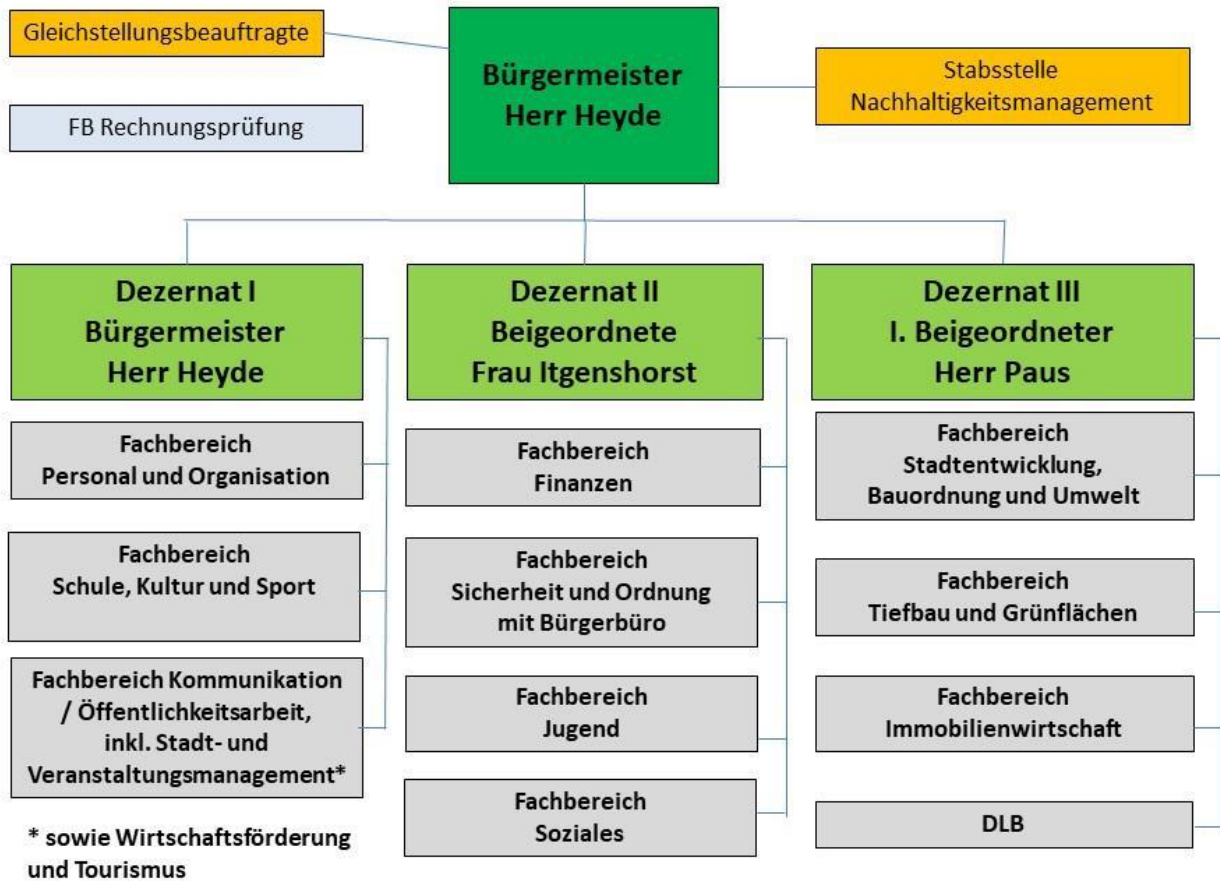 Gleichstellungsbeauftragte
FB Rechnungsprüfung
Bürgermeister
Herr Heyde
Stabsstelle
Nachhaltigkeitsmanagement
Dezernat I
Bürgermeister
Herr Heyde
Fachbereich
Personal und Organisation
Fachbereich
Schule, Kultur und Sport
Fachbereich Kommunikation
/ Öffentlichkeitsarbeit,
inkl. Stadt- und
Veranstaltungsmanagement*
* sowie Wirtschaftsförderung
und Tourismus
Dezernat II
Beigeordnete
Frau Itgenshorst
Fachbereich
Finanzen
Fachbereich
Sicherheit und Ordnung
mit Bürgerbüro
Fachbereich
Jugend
Fachbereich
Soziales
Dezernat III
I. Beigeordneter
Herr Paus
Fachbereich
Stadtentwicklung,
Bauordnung und Umwelt
Fachbereich
Tiefbau und Grünflächen
Fachbereich
Immobilienwirtschaft
DLB